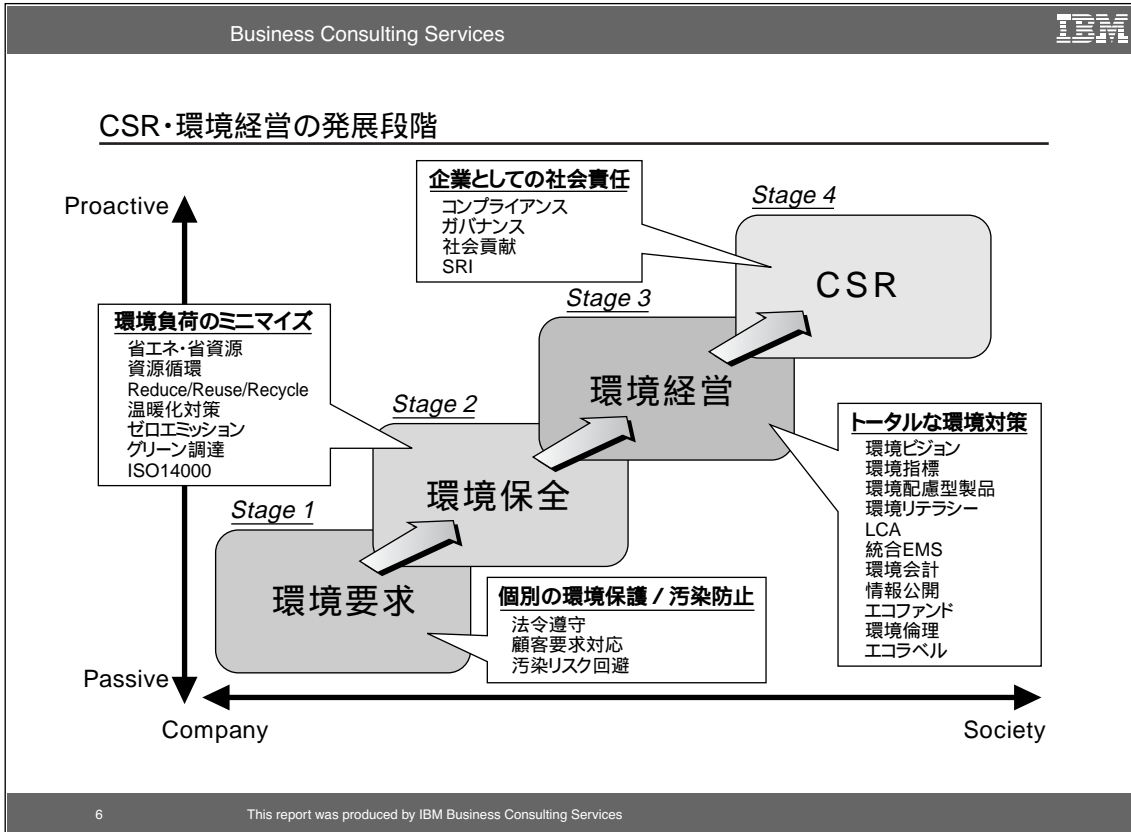 Business Consulting Services
IBM
CSR・環境経営の発展段階
Proactive
企業としての社会責任
コンプライアンス
ガバナンス
社会貢献
SRI
Stage 4
CSR
Stage 3
環境経営
環境負荷のミニマイズ
省エネ・省資源
資源循環
Reduce/Reuse/Recycle
温暖化対策
ゼロエミッション
グリーン調達
ISO14000
Stage 2
環境保全
トータルな環境対策
環境ビジョン
環境指標
環境配慮型製品
環境リテラシー
LCA
統合EMS
環境会計
情報公開
エコファンド
環境倫理
エコラベル
Stage 1
環境要求
個別の環境保護 / 汚染防止
法令遵守
顧客要求対応
汚染リスク回避
Passive
Company
Society
6
This report was produced by IBM Business Consulting Services